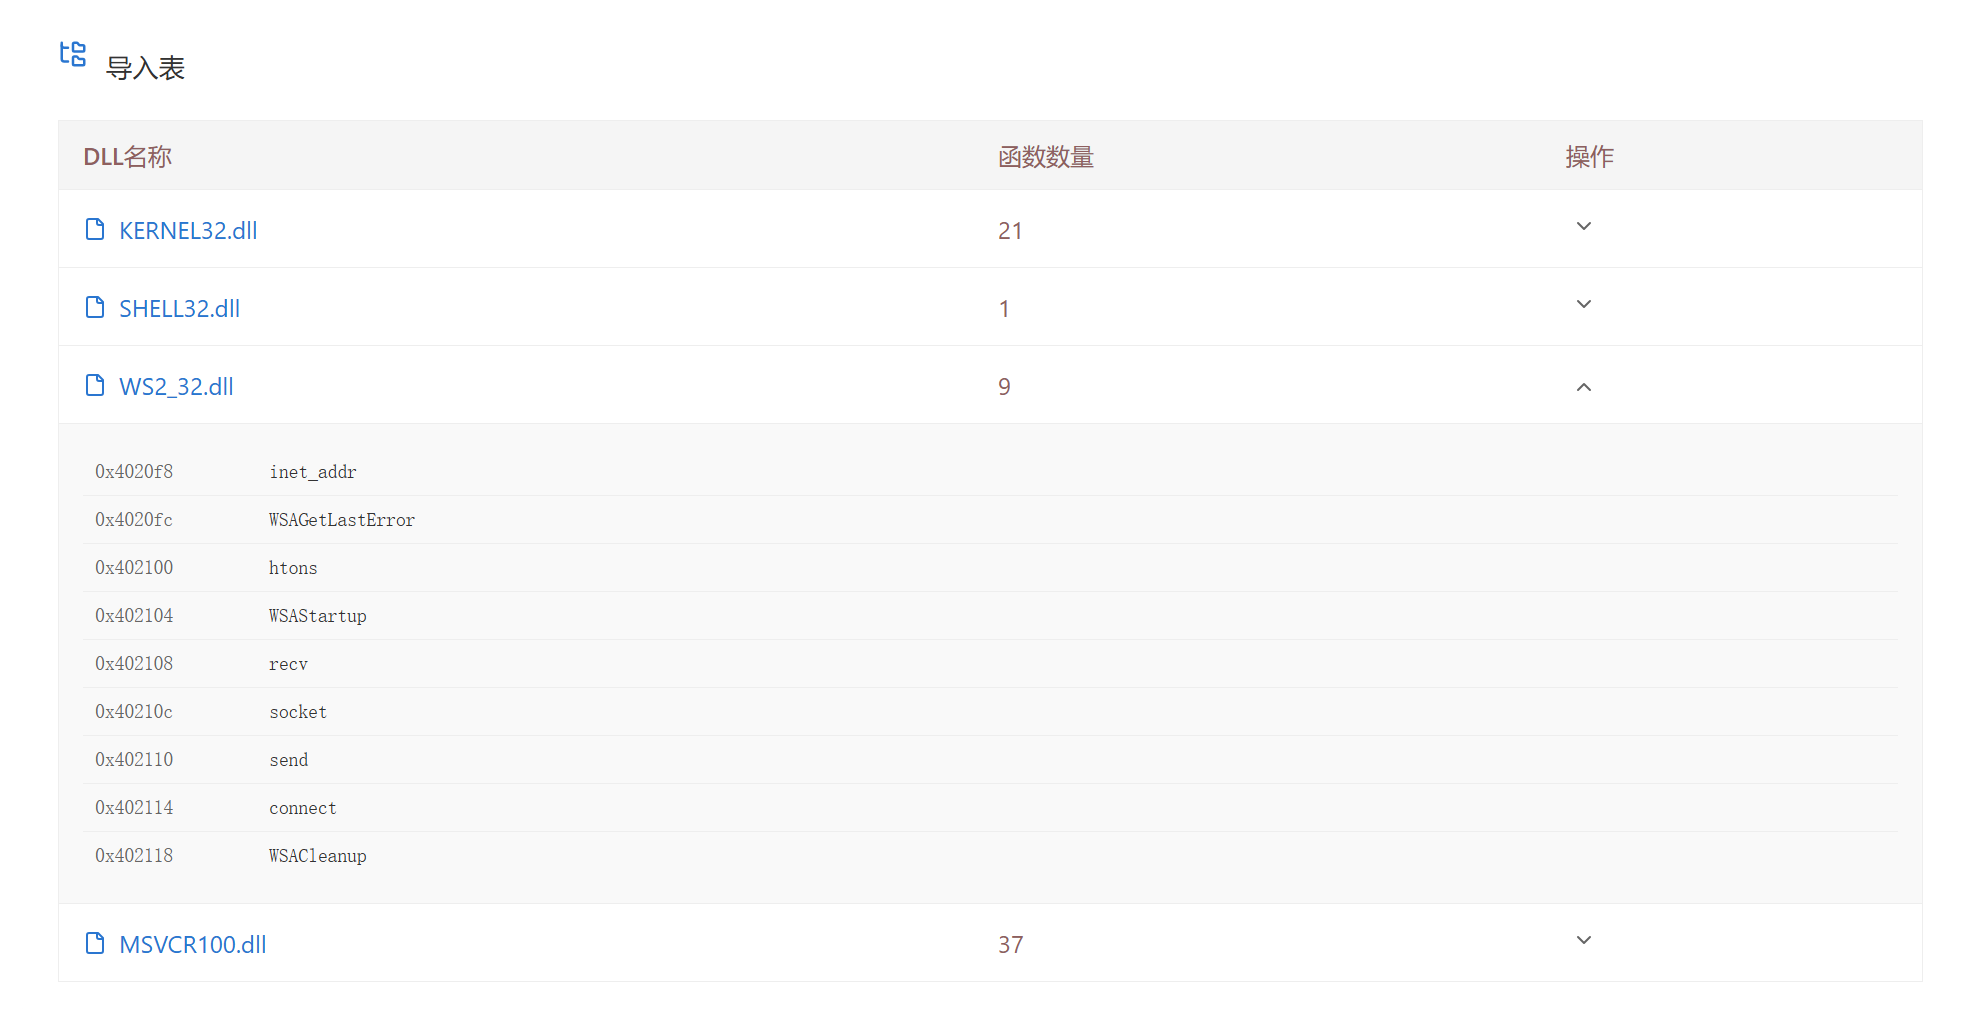 导入表
DLL名称 函数数量 操作
KERNEL32.dll 21
SHELL32.dll 1
WS2_32.dll 9
0x4020f8 inet_addr
0x4020fc WSAGetLastError
0x402100 htons
0x402104 WSAStartup
0x402108 recv
0x40210c socket
0x402110 send
0x402114 connect
0x402118 WSACleanup
MSVCR100.dll 37